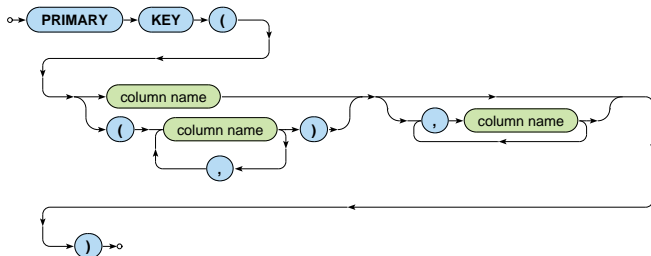 PRIMARY KEY (
column name
( column name ) , column name
,
)